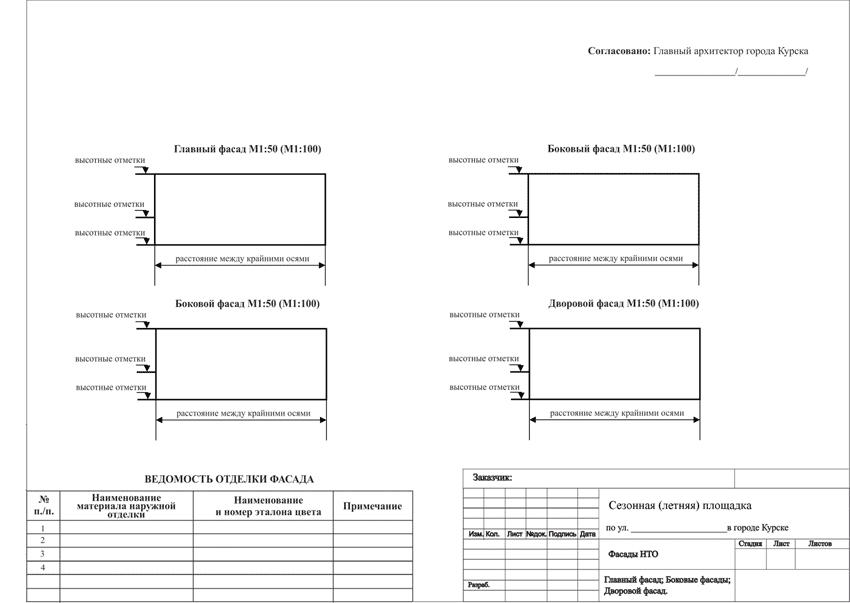 Согласовано: Главный архитектор города Курска
________________/_____________/
Главный фасад М1:50 (М1:100)
высотные отметки
высотные отметки
высотные отметки
расстояние между крайними осями
Боковый фасад М1:50 (М1:100)
высотные отметки
высотные отметки
высотные отметки
расстояние между крайними осями
Боковой фасад М1:50 (М1:100)
высотные отметки
высотные отметки
высотные отметки
расстояние между крайними осями
Дворовой фасад М1:50 (М1:100)
высотные отметки
высотные отметки
высотные отметки
расстояние между крайними осями
ВЕДОМОСТЬ ОТДЕЛКИ ФАСАДА
№
п./п.
Наименование
материала наружной
отделки
Наименование
и номер эталона цвета
Примечание
1
2
3
4
Заказчик:
Изм. Кол. Лист №док. Подпись Дата
Разраб.
Сезонная (летняя) площадка
по ул. ____________________в городе Курске
Фасады НТО
Стадия Лист Листов
Главный фасад; Боковые фасады;
Дворовой фасад.